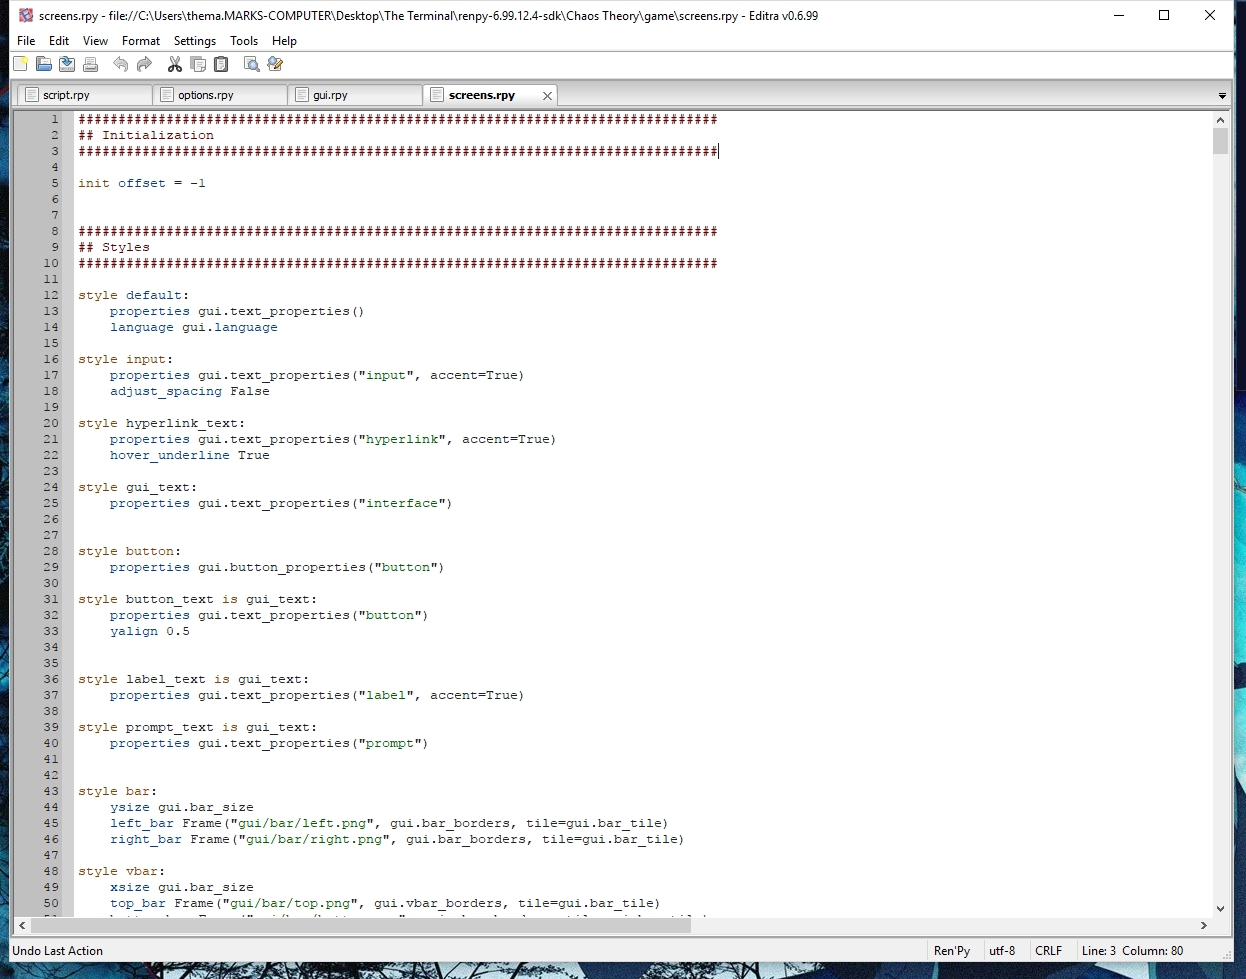 screens.rpy - file://C:\Users\thema.MARKS-COMPUTER\Desktop\The Terminal\renpy-6.99.12.4-sdk\Chaos Theory\game\screens.rpy - Editra v0.6.99
File Edit View Format Settings Tools Help
script.rpy options.rpy gui.rpy screens.rpy
1 ################################################################################
2 ## Initialization
3 ################################################################################
4
5 init offset = -1
6
7
8 ################################################################################
9 ## Styles
10 ################################################################################
11
12 style default:
13 properties gui.text_properties()
14 language gui.language
15
16 style input:
17 properties gui.text_properties("input", accent=True)
18 adjust_spacing False
19
20 style hyperlink_text:
21 properties gui.text_properties("hyperlink", accent=True)
22 hover_underline True
23
24 style gui_text:
25 properties gui.text_properties("interface")
26
27
28 style button:
29 properties gui.button_properties("button")
30
31 style button_text is gui_text:
32 properties gui.text_properties("button")
33 yalign 0.5
34
35
36 style label_text is gui_text:
37 properties gui.text_properties("label", accent=True)
38
39 style prompt_text is gui_text:
40 properties gui.text_properties("prompt")
41
42
43 style bar:
44 ysize gui.bar_size
45 left_bar Frame("gui/bar/left.png", gui.bar_borders, tile=gui.bar_tile)
46 right_bar Frame("gui/bar/right.png", gui.bar_borders, tile=gui.bar_tile)
47
48 style vbar:
49 xsize gui.bar_size
50 top_bar Frame("gui/bar/top.png", gui.vbar_borders, tile=gui.bar_tile)
Undo Last Action Ren'Py utf-8 CRLF Line: 3 Column: 80